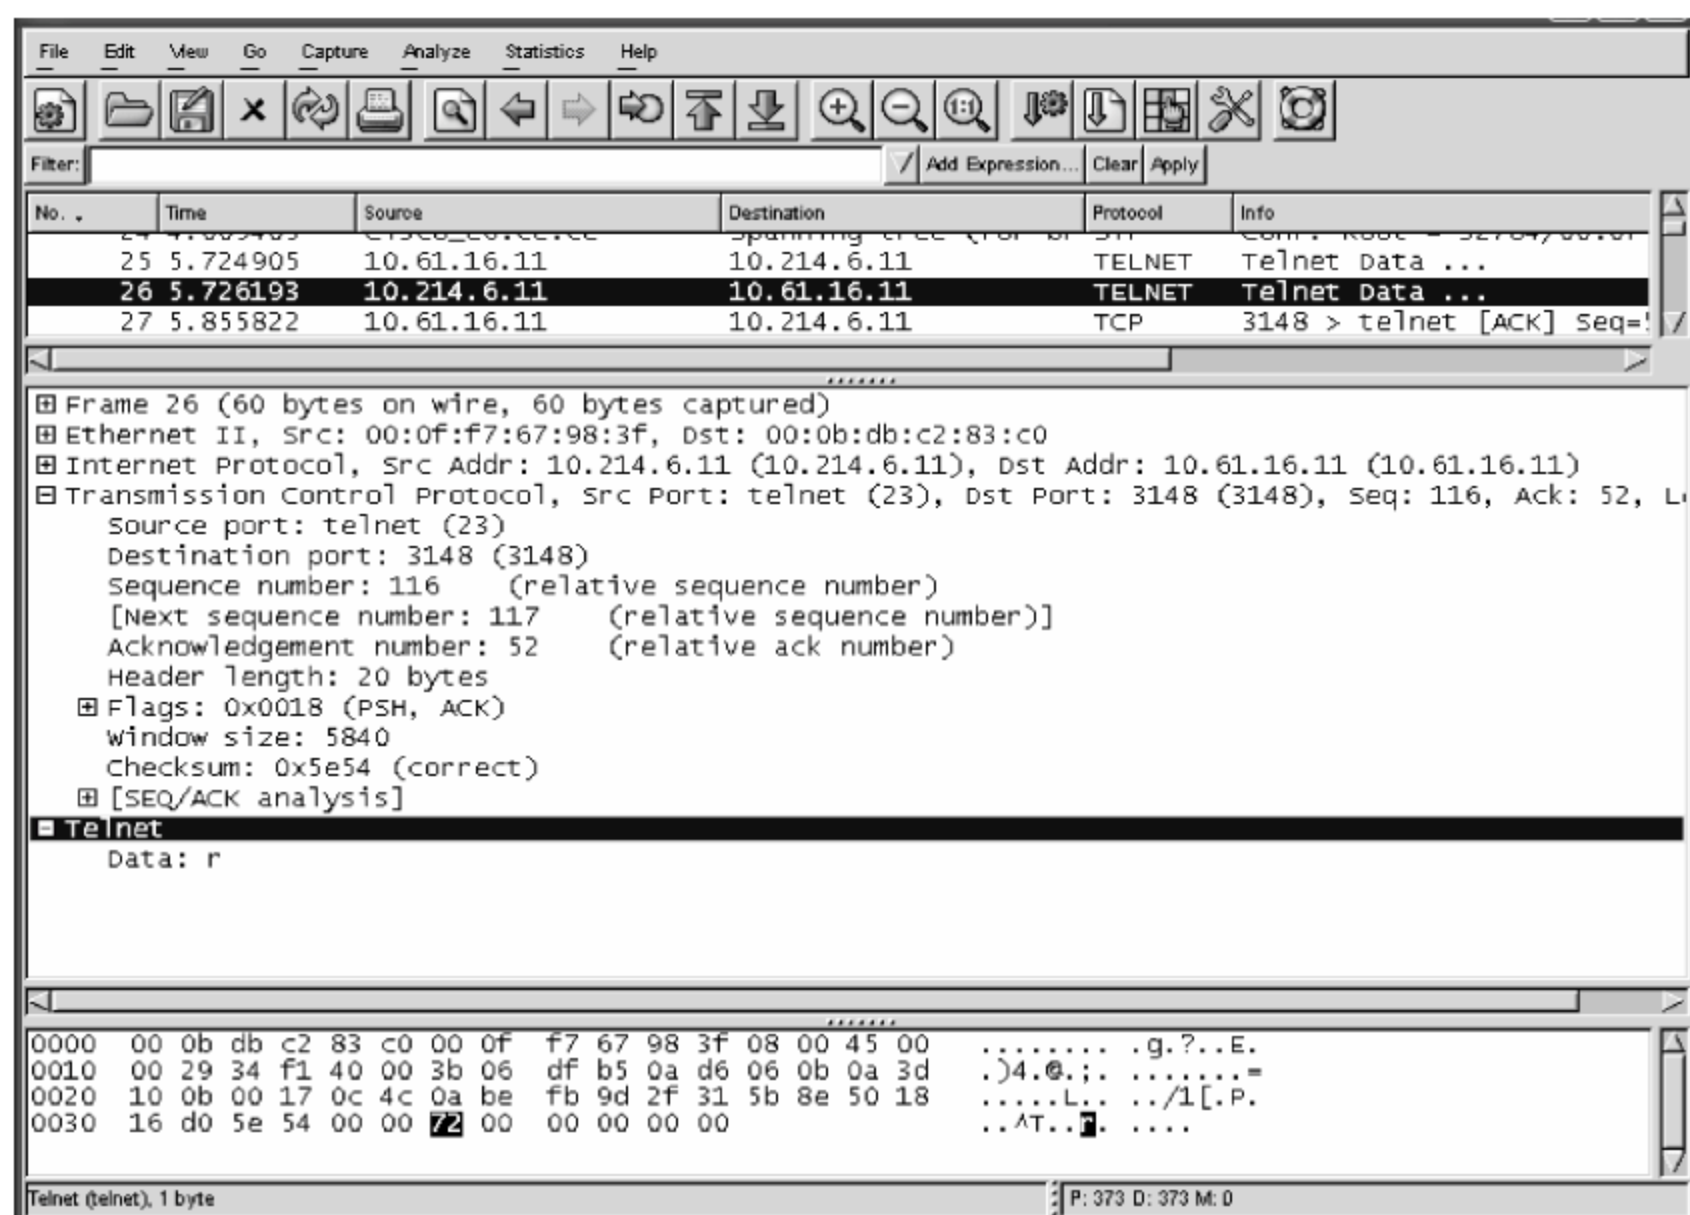 File Edit View Go Capture Analyze Statistics Help
1:1
Filter: Add Expression... Clear Apply
No. . Time Source Destination Protocol Info
25 5.724905 10.61.16.11 10.214.6.11 TELNET Telnet Data ...
26 5.726193 10.214.6.11 10.61.16.11 TELNET Telnet Data ...
27 5.855822 10.61.16.11 10.214.6.11 TCP 3148 > telnet [ACK] Seq=
Frame 26 (60 bytes on wire, 60 bytes captured)
Ethernet II, Src: 00:0f:f7:67:98:3f, Dst: 00:0b:db:c2:83:c0
Internet Protocol, Src Addr: 10.214.6.11 (10.214.6.11), Dst Addr: 10.61.16.11 (10.61.16.11)
Transmission Control Protocol, Src Port: telnet (23), Dst Port: 3148 (3148), Seq: 116, Ack: 52,
Source port: telnet (23)
Destination port: 3148 (3148)
Sequence number: 116 (relative sequence number)
[Next sequence number: 117 (relative sequence number)]
Acknowledgement number: 52 (relative ack number)
Header length: 20 bytes
Flags: 0x0018 (PSH, ACK)
Window size: 5840
Checksum: 0x5e54 (correct)
[SEQ/ACK analysis]
Telnet
Data: r
0000 00 0b db c2 83 c0 00 0f f7 67 98 3f 08 00 45 00 ........ .g.?..E.
0010 00 29 34 f1 40 00 3b 06 df b5 0a d6 06 0b 0a 3d .)4.@.;. .......=
0020 10 0b 00 17 0c 4c 0a be fb 9d 2f 31 5b 8e 50 18 .....L.. ../1[.P.
0030 16 d0 5e 54 00 00 72 00 00 00 00 00 ..^T..r. ....
Telnet (telnet), 1 byte P: 373 D: 373 M: 0